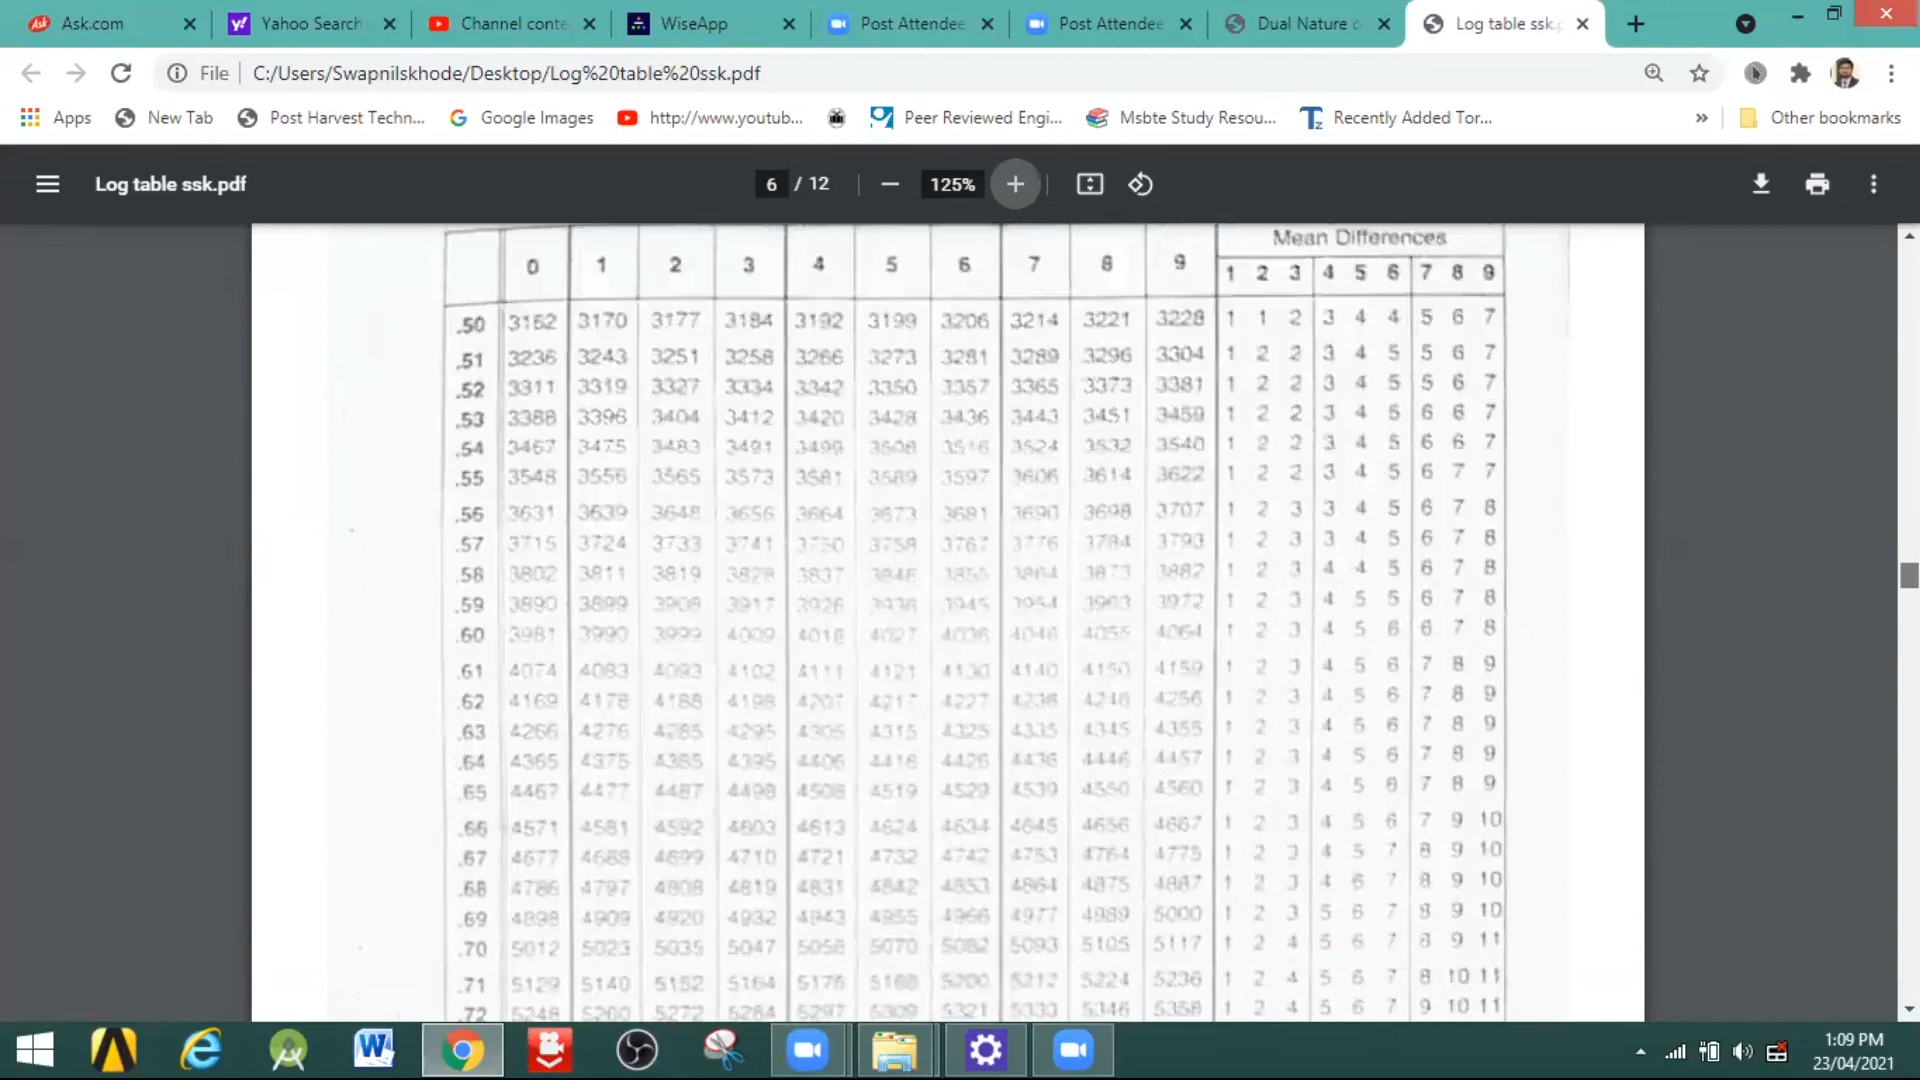 Ask.com
Yahoo Search
Channel conte
WiseApp
Post Attendee
Post Attendee
Dual Nature o
Log table ssk.p
File C:/Users/Swapnilskhode/Desktop/Log%20table%20ssk.pdf
Apps New Tab Post Harvest Techn... Google Images http://www.youtub... Peer Reviewed Engi... Msbte Study Resou... Recently Added Tor... » Other bookmarks
Log table ssk.pdf 6 / 12 125%
Mean Differences
0 1 2 3 4 5 6 7 8 9 1 2 3 4 5 6 7 8 9
.50 3162 3170 3177 3184 3192 3199 3206 3214 3221 3228 1 1 2 3 4 4 5 6 7
.51 3236 3243 3251 3258 3266 3273 3281 3289 3296 3304 1 2 2 3 4 5 5 6 7
.52 3311 3319 3327 3334 3342 3350 3357 3365 3373 3381 1 2 2 3 4 5 5 6 7
.53 3388 3396 3404 3412 3420 3428 3436 3443 3451 3459 1 2 2 3 4 5 6 6 7
.54 3467 3475 3483 3491 3499 3508 3516 3524 3532 3540 1 2 2 3 4 5 6 6 7
.55 3548 3556 3565 3573 3581 3589 3597 3606 3614 3622 1 2 2 3 4 5 6 7 7
.56 3631 3639 3648 3656 3664 3673 3681 3690 3698 3707 1 2 3 3 4 5 6 7 8
.57 3715 3724 3733 3741 3750 3758 3767 3776 3784 3793 1 2 3 3 4 5 6 7 8
.58 3802 3811 3819 3828 3837 3846 3855 3864 3873 3882 1 2 3 4 4 5 6 7 8
.59 3890 3899 3908 3917 3926 3936 3945 3954 3963 3972 1 2 3 4 5 5 6 7 8
.60 3981 3990 3999 4009 4018 4027 4036 4046 4055 4064 1 2 3 4 5 6 6 7 8
.61 4074 4083 4093 4102 4111 4121 4130 4140 4150 4159 1 2 3 4 5 6 7 8 9
.62 4169 4178 4188 4198 4207 4217 4227 4236 4246 4256 1 2 3 4 5 6 7 8 9
.63 4266 4276 4285 4295 4305 4315 4325 4335 4345 4355 1 2 3 4 5 6 7 8 9
.64 4365 4375 4385 4395 4406 4416 4426 4436 4446 4457 1 2 3 4 5 6 7 8 9
.65 4467 4477 4487 4498 4508 4519 4529 4539 4550 4560 1 2 3 4 5 6 7 8 9
.66 4571 4581 4592 4603 4613 4624 4634 4645 4656 4667 1 2 3 4 5 6 7 9 10
.67 4677 4688 4699 4710 4721 4732 4742 4753 4764 4775 1 2 3 4 5 7 8 9 10
.68 4786 4797 4808 4819 4831 4842 4853 4864 4875 4887 1 2 3 4 6 7 8 9 10
.69 4898 4909 4920 4932 4943 4955 4966 4977 4989 5000 1 2 3 5 6 7 8 9 10
.70 5012 5023 5035 5047 5058 5070 5082 5093 5105 5117 1 2 4 5 6 7 8 9 11
.71 5129 5140 5152 5164 5176 5188 5200 5212 5224 5236 1 2 4 5 6 7 8 10 11
.72 5248 5260 5272 5284 5297 5309 5321 5333 5346 5358 1 2 4 5 6 7 9 10 11
1:09 PM
23/04/2021